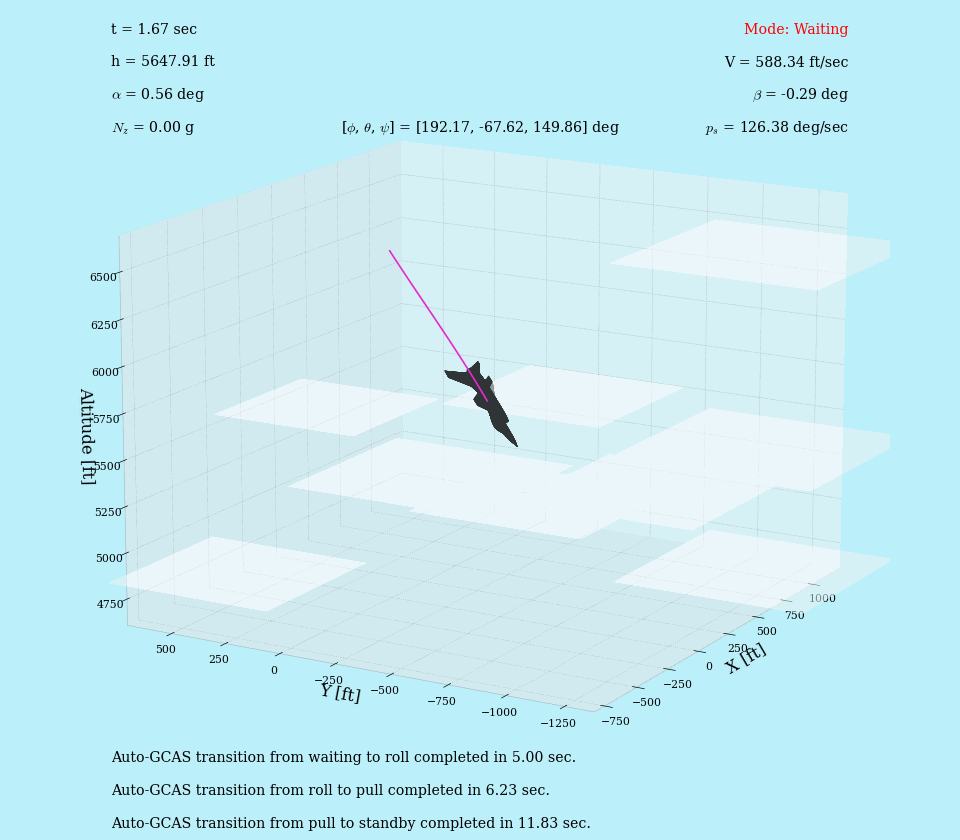 t = 1.67 sec
Mode: Waiting
h = 5647.91 ft
V = 588.34 ft/sec
α = 0.56 deg
β = -0.29 deg
N_z = 0.00 g
[ϕ, θ, ψ] = [192.17, -67.62, 149.86] deg
p_s = 126.38 deg/sec
6500
6250
6000
5750
5500
5250
5000
4750
Altitude [ft]
500
250
0
−250
−500
−750
−1000
−1250
Y [ft]
−750
−500
−250
0
250
500
750
1000
X [ft]
Auto-GCAS transition from waiting to roll completed in 5.00 sec.
Auto-GCAS transition from roll to pull completed in 6.23 sec.
Auto-GCAS transition from pull to standby completed in 11.83 sec.